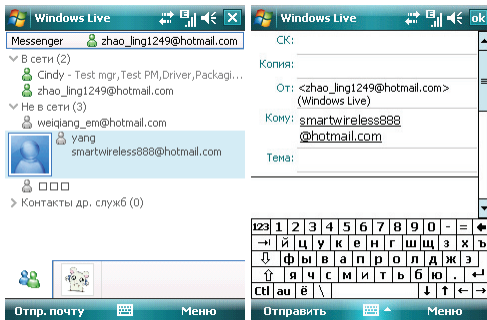 Windows Live
Messenger zhao_ling1249@hotmail.com
В сети (2)
Cindy - Test mgr,Test PM,Driver,Packagi...
zhao_ling1249@hotmail.com
Не в сети (3)
weiqiang_em@hotmail.com
yang
smartwireless888@hotmail.com
Контакты др. служб (0)
Отпр. почту Меню
Windows Live ok
СК:
Копия:
От: <zhao_ling1249@hotmail.com>
(Windows Live)
Кому: smartwireless888
@hotmail.com
Тема:
123 1 2 3 4 5 6 7 8 9 0 - =
й ц у к е н г ш щ з х ъ
ф ы в а п р о л д ж э
я ч с м и т ь б ю .
Ctl аш ё \
Отправить Меню